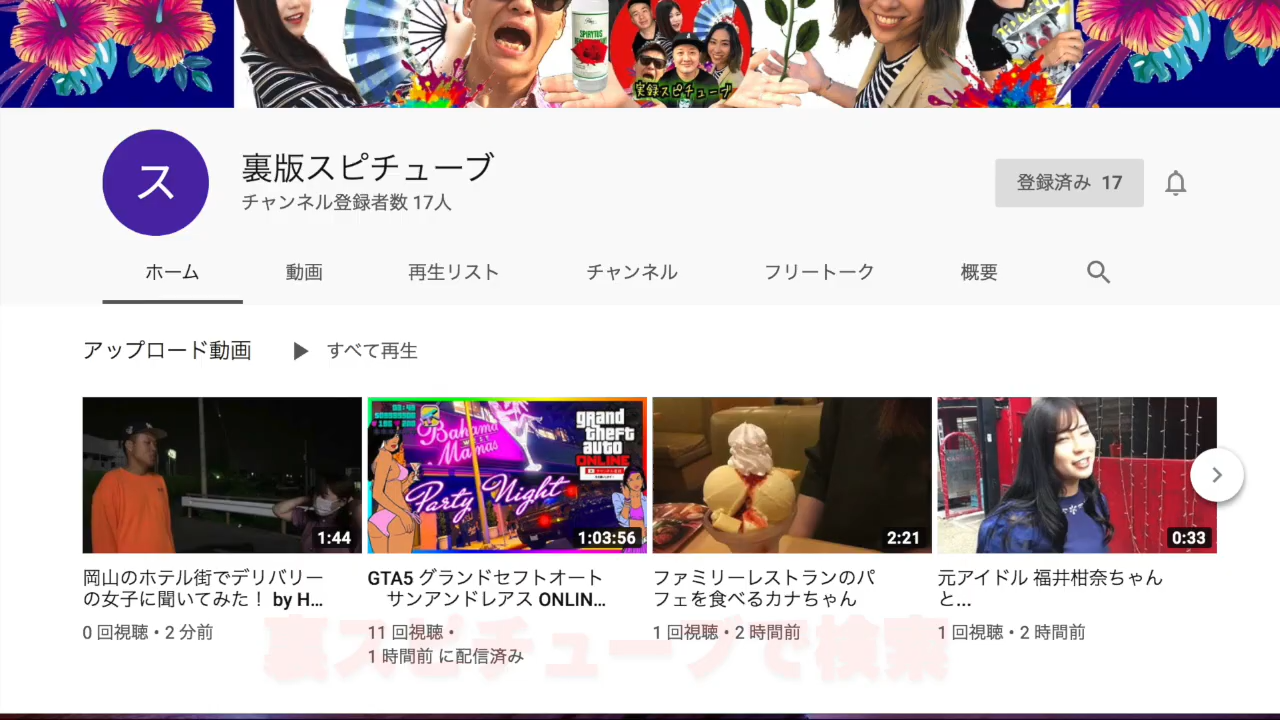 SPIRYTUS
実録スピチューブ
ス
裏版スピチューブ
チャンネル登録者数 17人
登録済み 17
ホーム
動画
再生リスト
チャンネル
フリートーク
概要
アップロード動画
すべて再生
1:44
Bahama
Mamas
Party Night
grand
theft
auto
ONLINE
1:03:56
2:21
0:33
岡山のホテル街でデリバリー
の女子に聞いてみた！ by H...
0 回視聴・2 分前
GTA5 グランドセフトオート
サンアンドレアス ONLIN...
11 回視聴・
1 時間前 に配信済み
ファミリーレストランのパ
フェを食べるカナちゃん
1 回視聴・2 時間前
元アイドル 福井柑奈ちゃん
と...
1 回視聴・2 時間前
裏スピチューブで検索